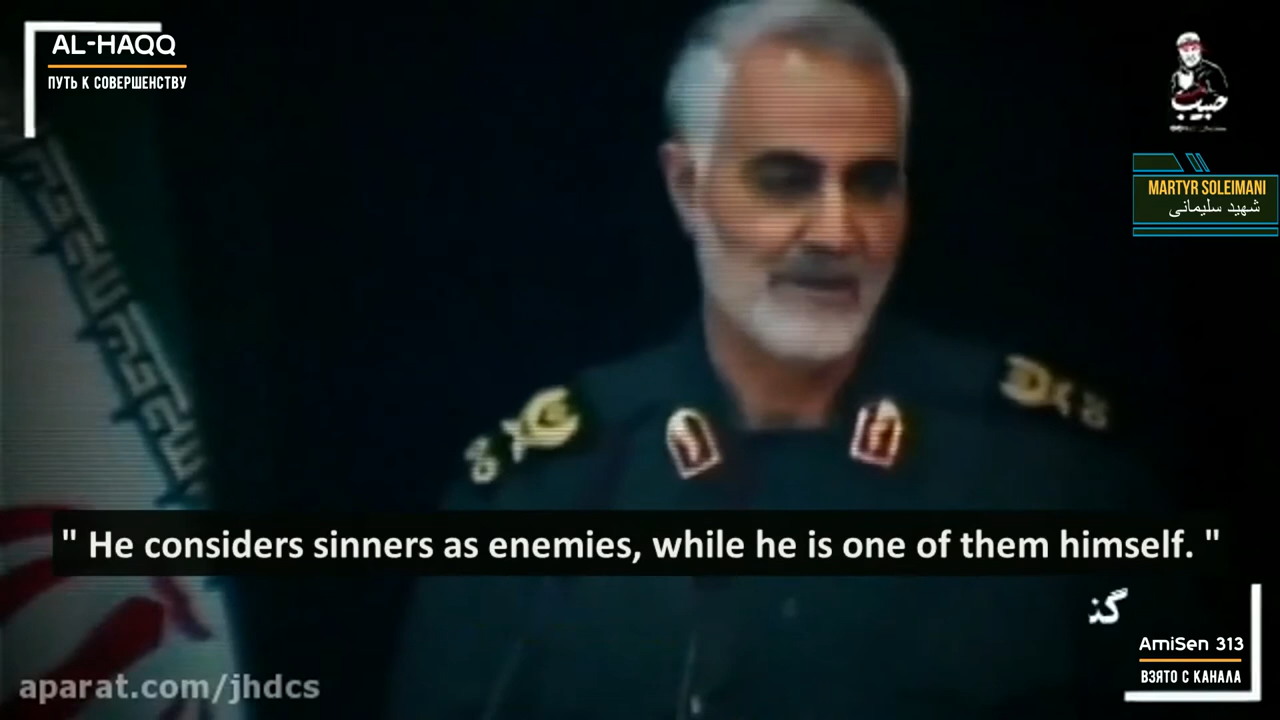 AL-HAQQ
ПУТЬ К СОВЕРШЕНСТВУ
حبیب
MARTYR SOLEIMANI
شهید سلیمانی
" He considers sinners as enemies, while he is one of them himself. "
گذ
AmiSen 313
ВЗЯТО С КАНАЛА
aparat.com/jhdcs